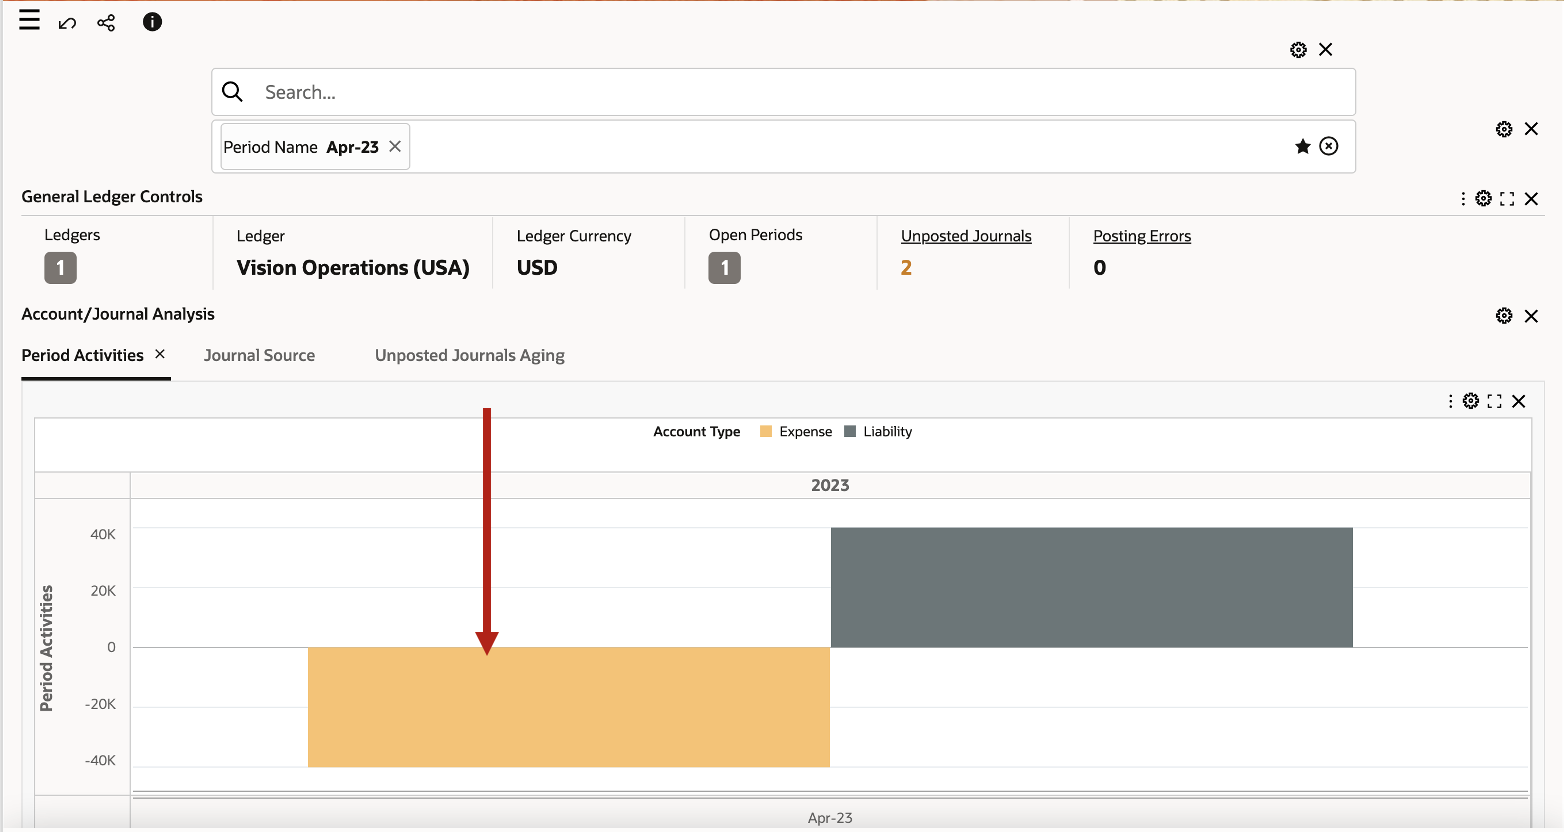 Search...
Period Name Apr-23
General Ledger Controls
Ledgers
1
Ledger
Vision Operations (USA)
Ledger Currency
USD
Open Periods
1
Unposted Journals
2
Posting Errors
0
Account/Journal Analysis
Period Activities Journal Source Unposted Journals Aging
Account Type Expense Liability
2023
Period Activities
40K
20K
0
-20K
-40K
Apr-23